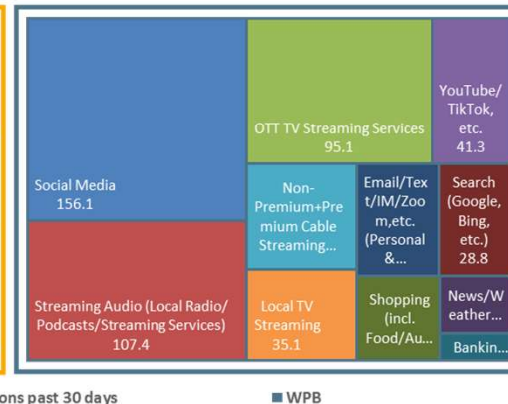 Social Media
156.1
Streaming Audio (Local Radio/
Podcasts/Streaming Services)
107.4
OTT TV Streaming Services
95.1
YouTube/
TikTok,
etc.
41.3
Non-
Premium+Pre
mium Cable
Streaming...
Local TV
Streaming
35.1
Email/Tex
t/IM/Zoo
m,etc.
(Personal
&...
Shopping
(incl.
Food/Au...
Search
(Google,
Bing,
etc.)
28.8
News/W
eather...
Bankin...
ons past 30 days
WPB